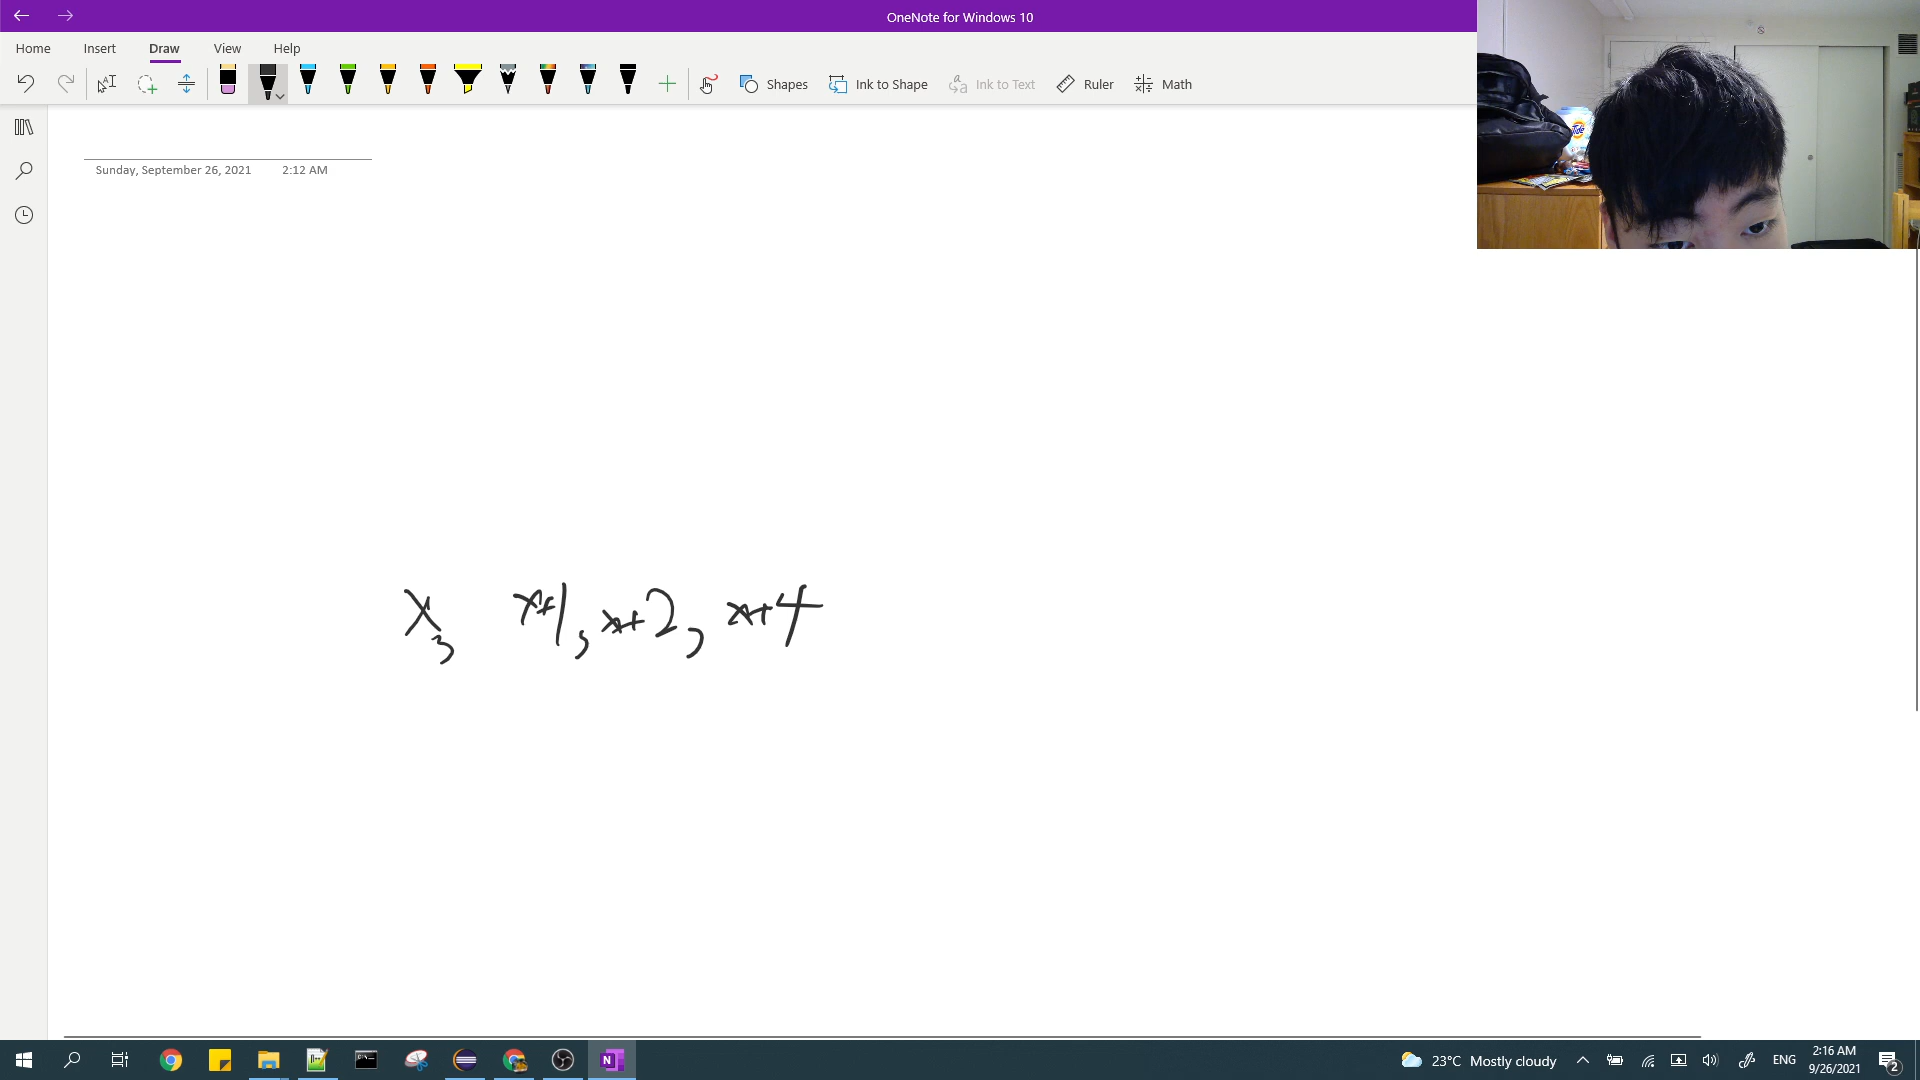 OneNote for Windows 10
Home Insert Draw View Help
Shapes Ink to Shape Ink to Text Ruler Math
Tide
Sunday, September 26, 2021 2:12 AM
x, x+1, x+2, x+4
23°C Mostly cloudy ENG 2:16 AM
9/26/2021 2